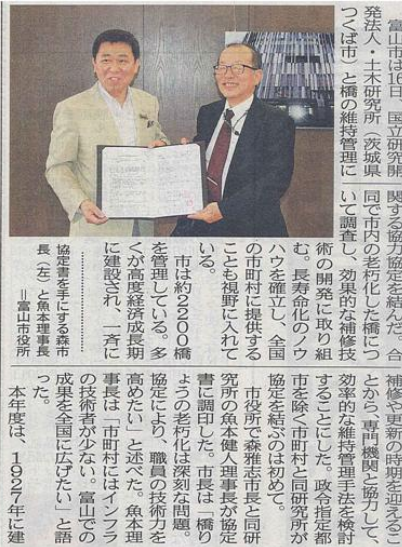 富山市は16日、国立研究開
発法人・土木研究所(茨城県
つくば市)と橋の維持管理に
関する協力協定を結んだ。合
同で市内の老朽化した橋につ
いて調査し、効果的な補修技
術の開発に取り組
む。長寿命化のノウ
ハウを確立し、全国
の市町村に提供する
ことも視野に入れて
いる。
市は約2200橋
を管理している。多
くが高度経済成長期
に建設され、一斉に
補修や更新の時期を迎えるこ
とから、専門機関と協力して、
効率的な維持管理手法を検討
することにした。政令指定都
市を除く市町村と同研究所が
協定を結ぶのは初めて。
市役所で森雅志市長と同研
究所の魚本健人理事長が協定
書に調印した。市長は「橋り
ょうの老朽化は深刻な問題。
協定により、職員の技術力を
高めたい」と述べた。魚本理
事長は「市町村にはインフラ
の技術者が少ない。富山での
成果を全国に広げたい」と語
った。
本年度は、1927年に建
協定書を手にする森市
長(左)と魚本理事長
=富山市役所